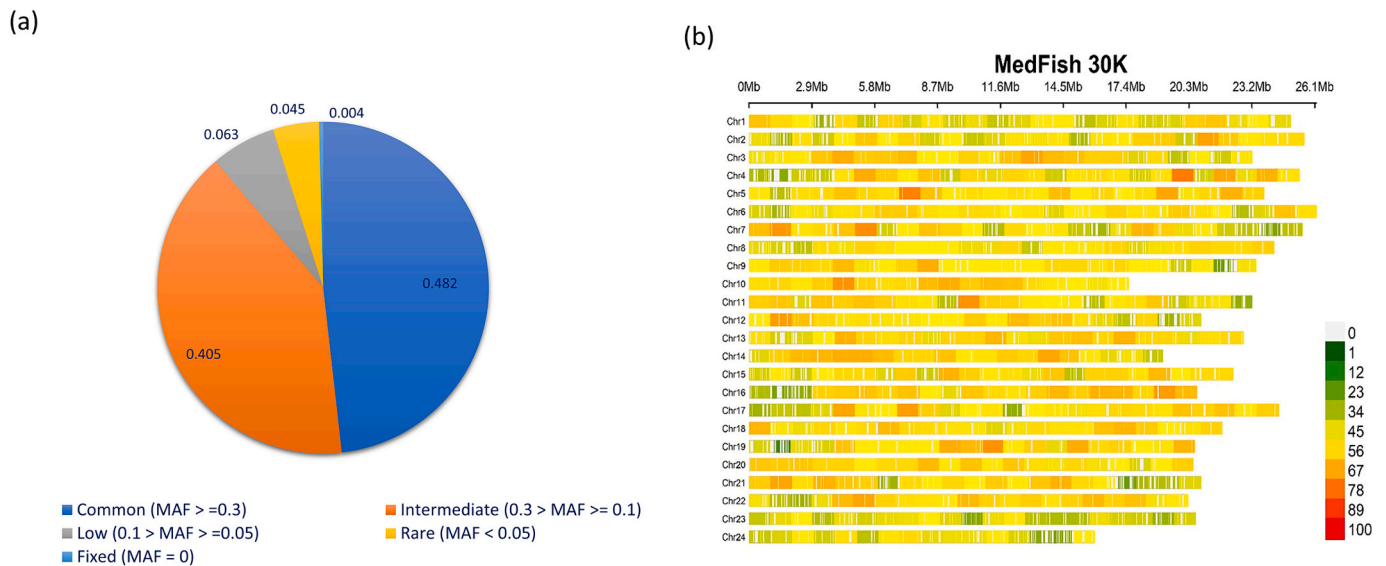 (a)
0.045
0.004
0.063
0.482
0.405
Common (MAF > =0.3)
Intermediate (0.3 > MAF >= 0.1)
Low (0.1 > MAF > =0.05)
Rare (MAF < 0.05)
Fixed (MAF = 0)
(b)
MedFish 30K
0Mb 2.9Mb 5.8Mb 8.7Mb 11.6Mb 14.5Mb 17.4Mb 20.3Mb 23.2Mb 26.1Mb
Chr1
Chr2
Chr3
Chr4
Chr5
Chr6
Chr7
Chr8
Chr9
Chr10
Chr11
Chr12
Chr13
Chr14
Chr15
Chr16
Chr17
Chr18
Chr19
Chr20
Chr21
Chr22
Chr23
Chr24
0
1
12
23
34
45
56
67
78
89
100